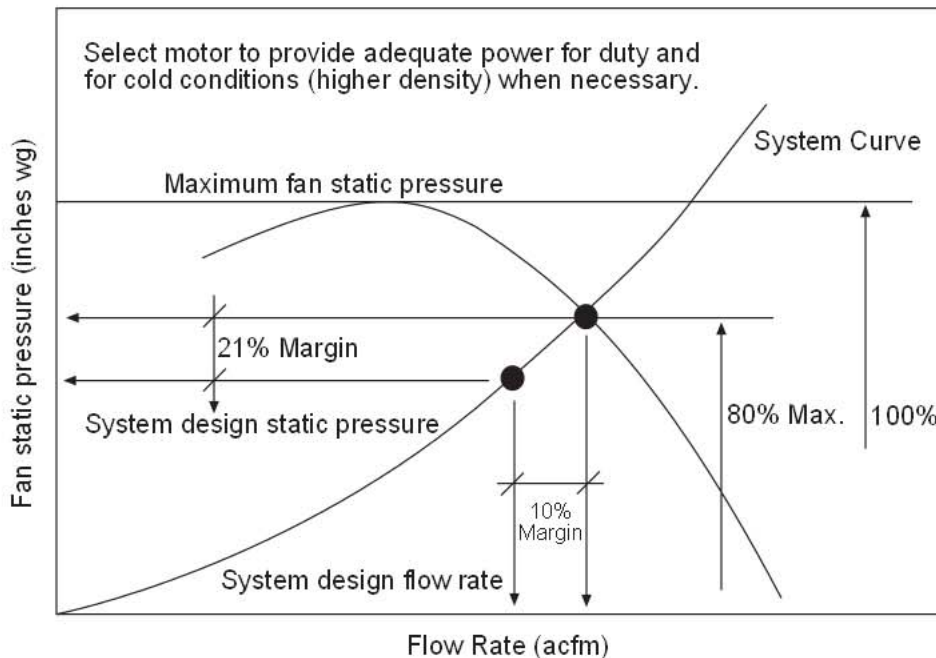 Select motor to provide adequate power for duty and
for cold conditions (higher density) when necessary.
System Curve
Maximum fan static pressure
Fan static pressure (inches wg)
21% Margin
System design static pressure
80% Max.
100%
10%
Margin
System design flow rate
Flow Rate (acfm)